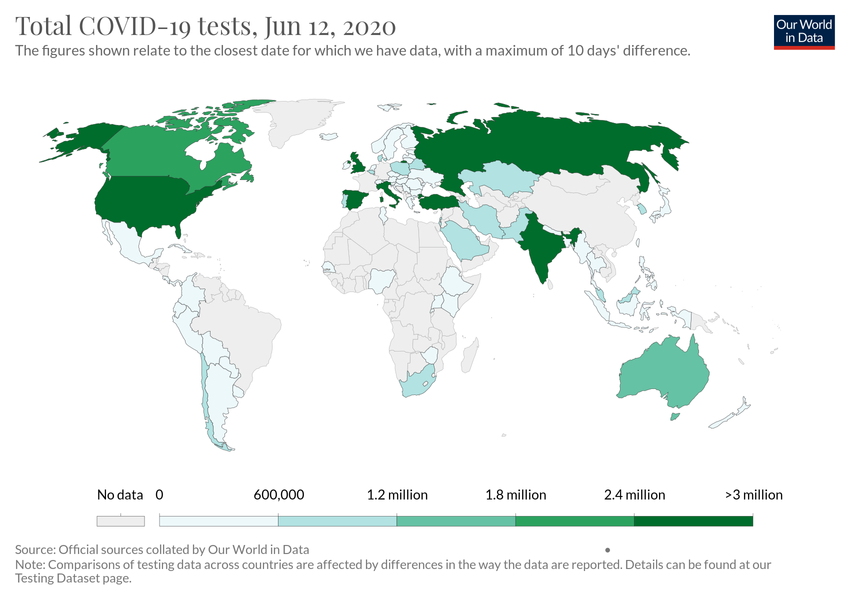 Total COVID-19 tests, Jun 12, 2020
The figures shown relate to the closest date for which we have data, with a maximum of 10 days' difference.
Our World
in Data
No data 0 600,000 1.2 million 1.8 million 2.4 million >3 million
Source: Official sources collated by Our World in Data
Note: Comparisons of testing data across countries are affected by differences in the way the data are reported. Details can be found at our
Testing Dataset page.